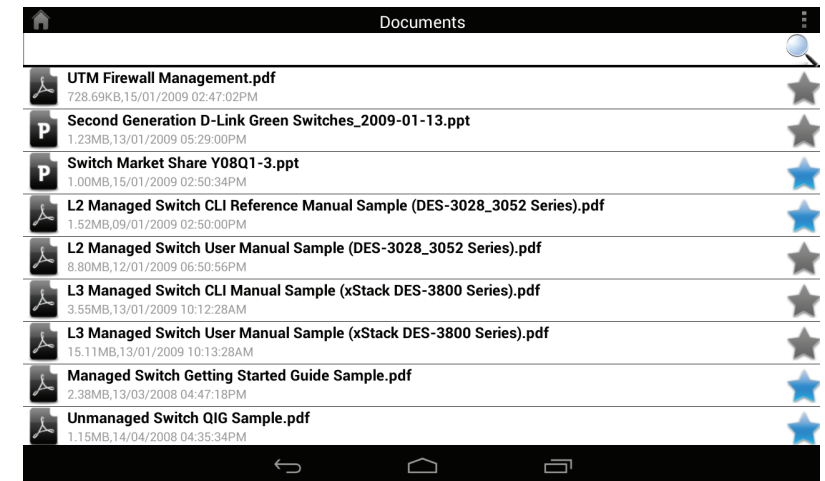 Documents
UTM Firewall Management.pdf
728.69KB,15/01/2009 02:47:02PM
P
Second Generation D-Link Green Switches_2009-01-13.ppt
1.23MB,13/01/2009 05:29:00PM
P
Switch Market Share Y08Q1-3.ppt
1.00MB,15/01/2009 02:50:34PM
L2 Managed Switch CLI Reference Manual Sample (DES-3028_3052 Series).pdf
1.52MB,09/01/2009 02:50:00PM
L2 Managed Switch User Manual Sample (DES-3028_3052 Series).pdf
8.80MB,12/01/2009 06:50:56PM
L3 Managed Switch CLI Manual Sample (xStack DES-3800 Series).pdf
3.55MB,13/01/2009 10:12:28AM
L3 Managed Switch User Manual Sample (xStack DES-3800 Series).pdf
15.11MB,13/01/2009 10:13:28AM
Managed Switch Getting Started Guide Sample.pdf
2.38MB,13/03/2008 04:47:18PM
Unmanaged Switch QIG Sample.pdf
1.15MB,14/04/2008 04:35:34PM